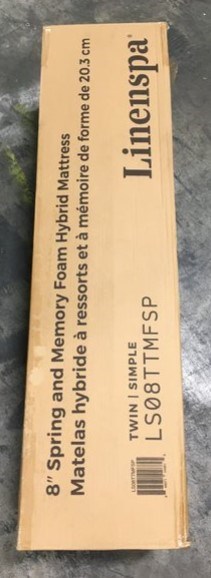 8" Spring and Memory Foam Hybrid Mattress
Matelas hybride à ressorts et à mémoire de forme de 20.3 cm
Linenspa®
TWIN | SIMPLE
LS08TTMFSP
LS08TTMFSP